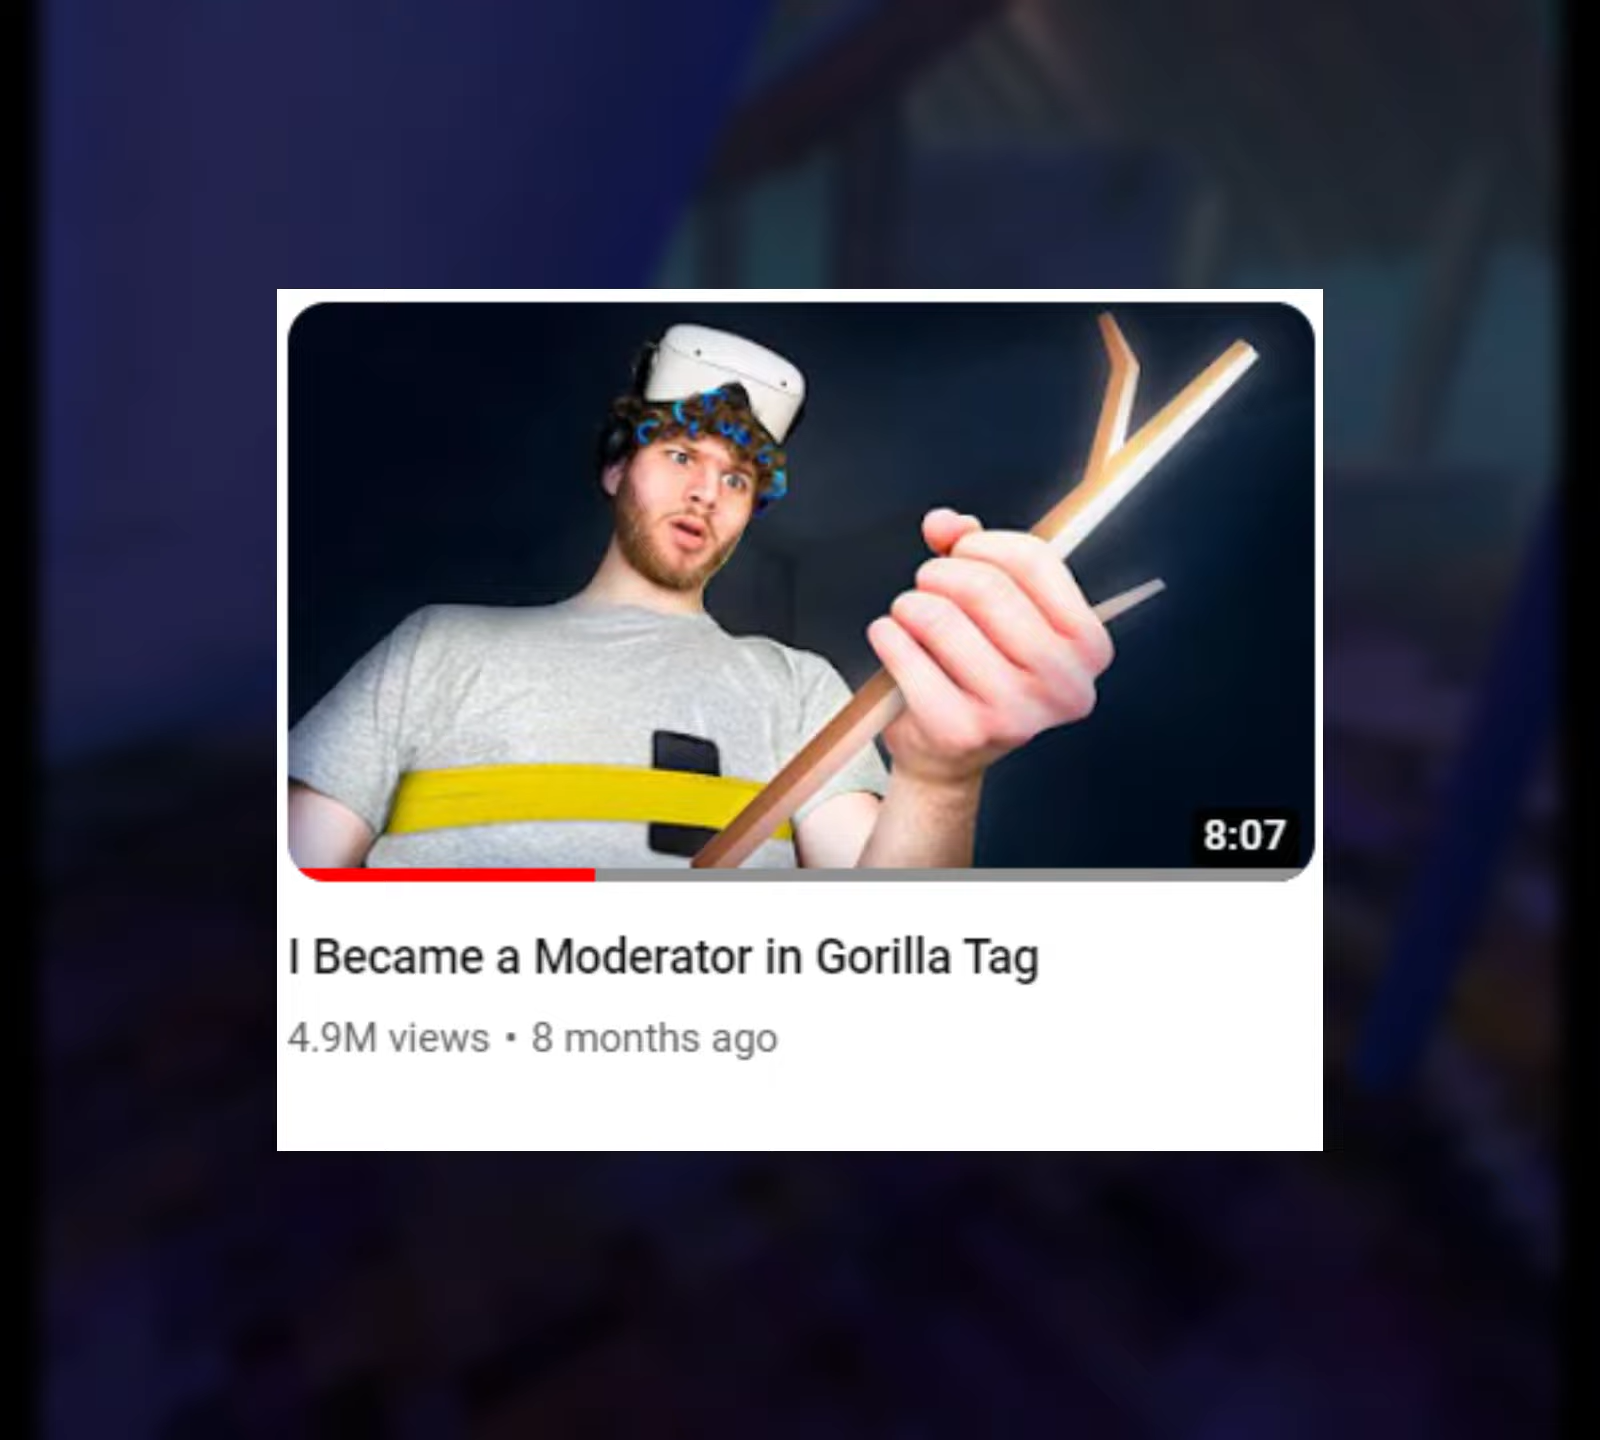 8:07
I Became a Moderator in Gorilla Tag
4.9M views • 8 months ago